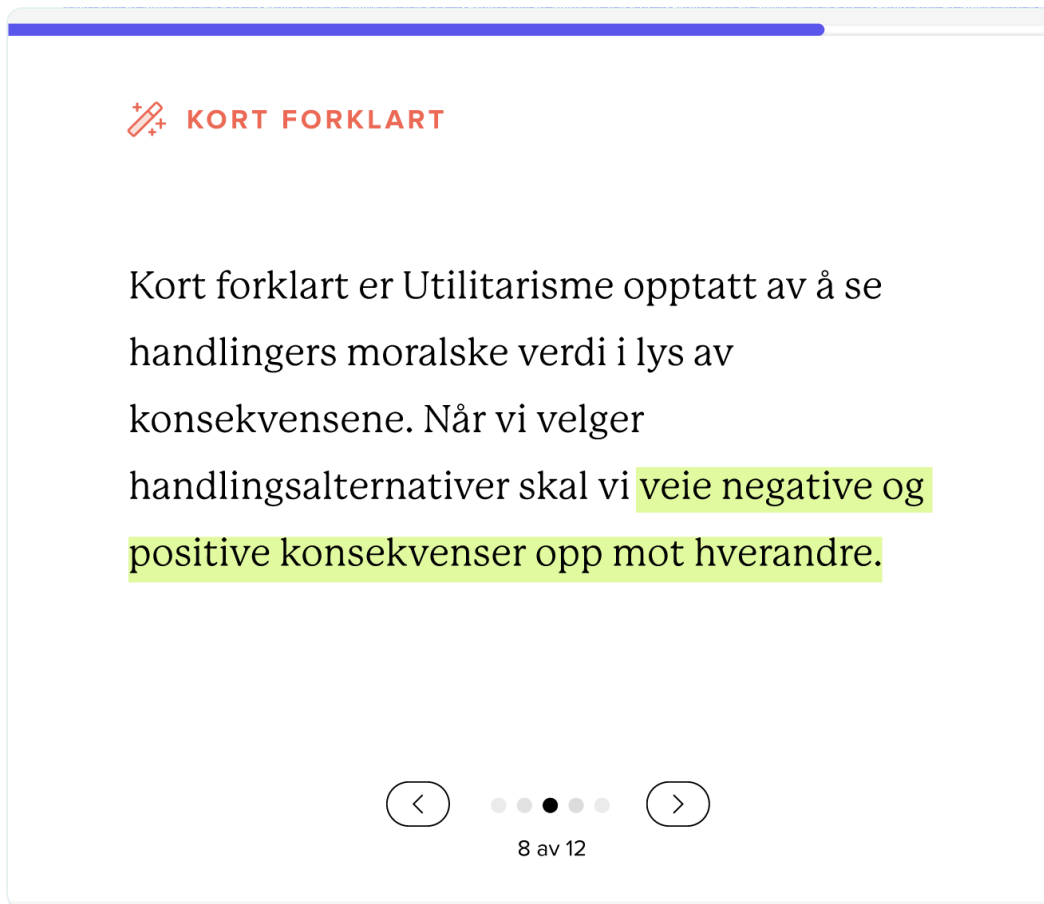 KORT FORKLART
Kort forklart er Utilitarisme opptatt av å se
handlingers moralske verdi i lys av
konsekvensene. Når vi velger
handlingsalternativer skal vi veie negative og
positive konsekvenser opp mot hverandre.
8 av 12